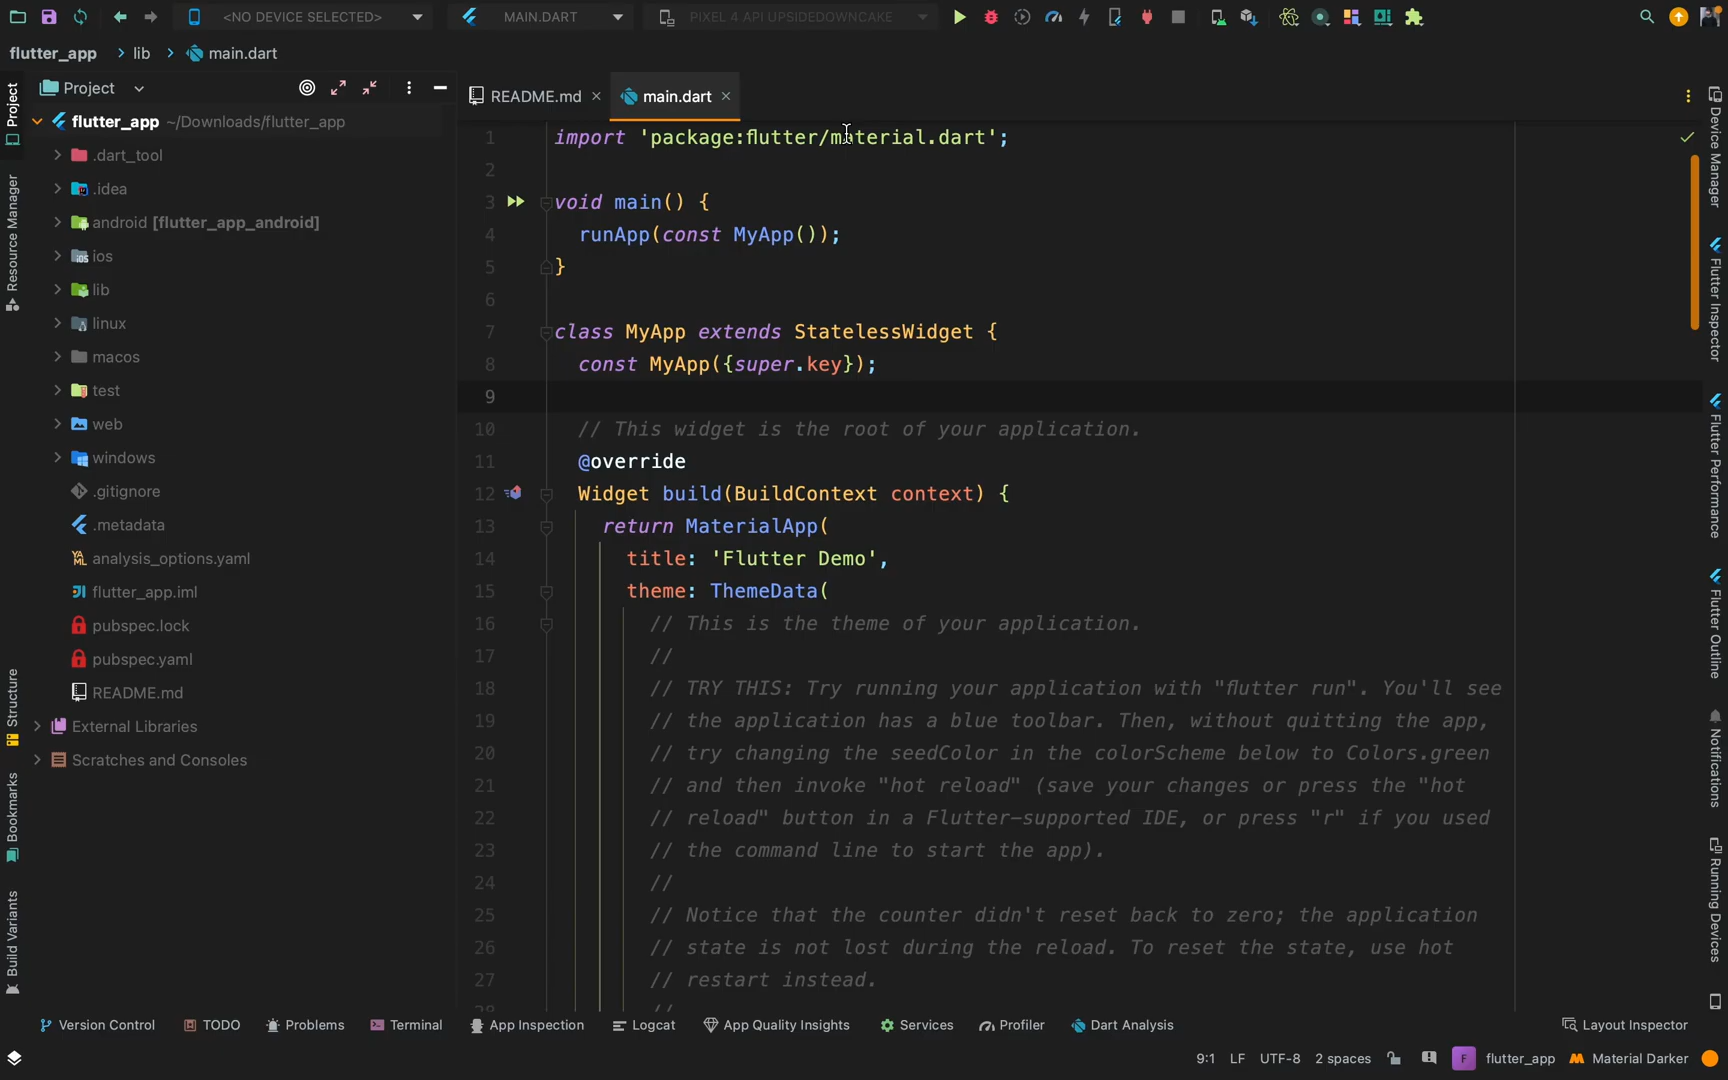 <NO DEVICE SELECTED>
MAIN.DART
PIXEL 4 API UPSIDEDOWNCAKE
flutter_app
lib
main.dart
Project
README.md
main.dart
flutter_app ~/Downloads/flutter_app
.dart_tool
.idea
android [flutter_app_android]
ios
lib
linux
macos
test
web
windows
.gitignore
.metadata
analysis_options.yaml
flutter_app.iml
pubspec.lock
pubspec.yaml
README.md
External Libraries
Scratches and Consoles
Project
Resource Manager
Structure
Bookmarks
Build Variants
1 import 'package:flutter/material.dart';
2
3 void main() {
4 runApp(const MyApp());
5 }
6
7 class MyApp extends StatelessWidget {
8 const MyApp({super.key});
9
10 // This widget is the root of your application.
11 @override
12 Widget build(BuildContext context) {
13 return MaterialApp(
14 title: 'Flutter Demo',
15 theme: ThemeData(
16 // This is the theme of your application.
17 //
18 // TRY THIS: Try running your application with "flutter run". You'll see
19 // the application has a blue toolbar. Then, without quitting the app,
20 // try changing the seedColor in the colorScheme below to Colors.green
21 // and then invoke "hot reload" (save your changes or press the "hot
22 // reload" button in a Flutter-supported IDE, or press "r" if you used
23 // the command line to start the app).
24 //
25 // Notice that the counter didn't reset back to zero; the application
26 // state is not lost during the reload. To reset the state, use hot
27 // restart instead.
28 //
Device Manager
Flutter Inspector
Flutter Performance
Flutter Outline
Notifications
Running Devices
Version Control
TODO
Problems
Terminal
App Inspection
Logcat
App Quality Insights
Services
Profiler
Dart Analysis
Layout Inspector
9:1
LF
UTF-8
2 spaces
F
flutter_app
Material Darker